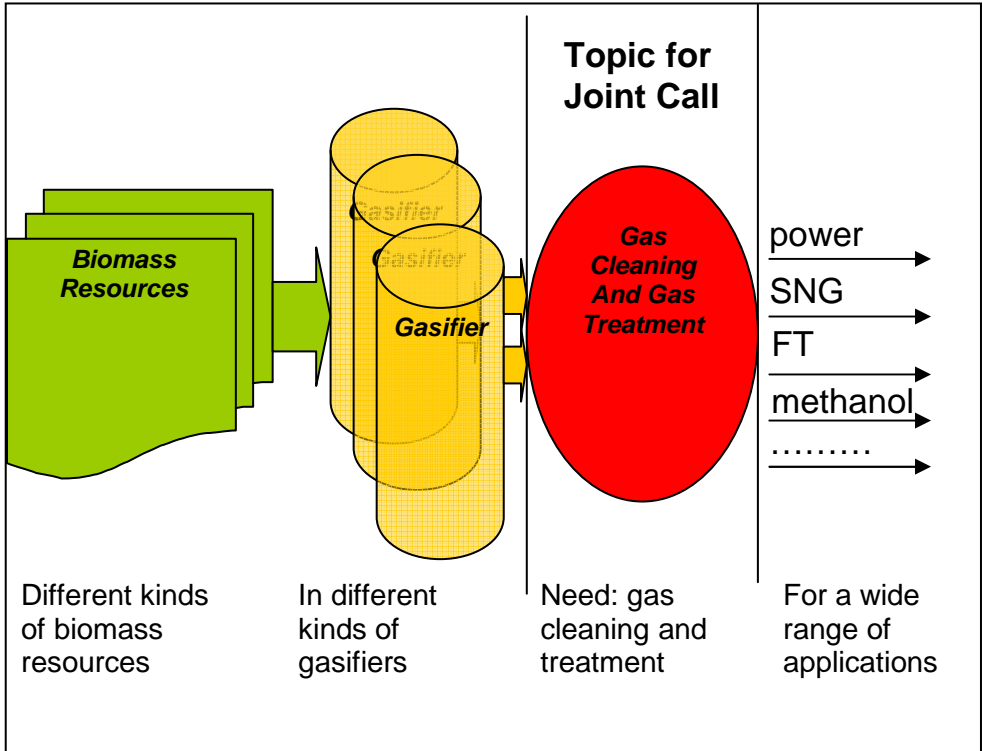 Topic for
Joint Call
Biomass
Resources
Gasifier
Gasifier
Gasifier
Gas
Cleaning
And Gas
Treatment
power
SNG
FT
methanol
.........
Different kinds
of biomass
resources
In different
kinds of
gasifiers
Need: gas
cleaning and
treatment
For a wide
range of
applications